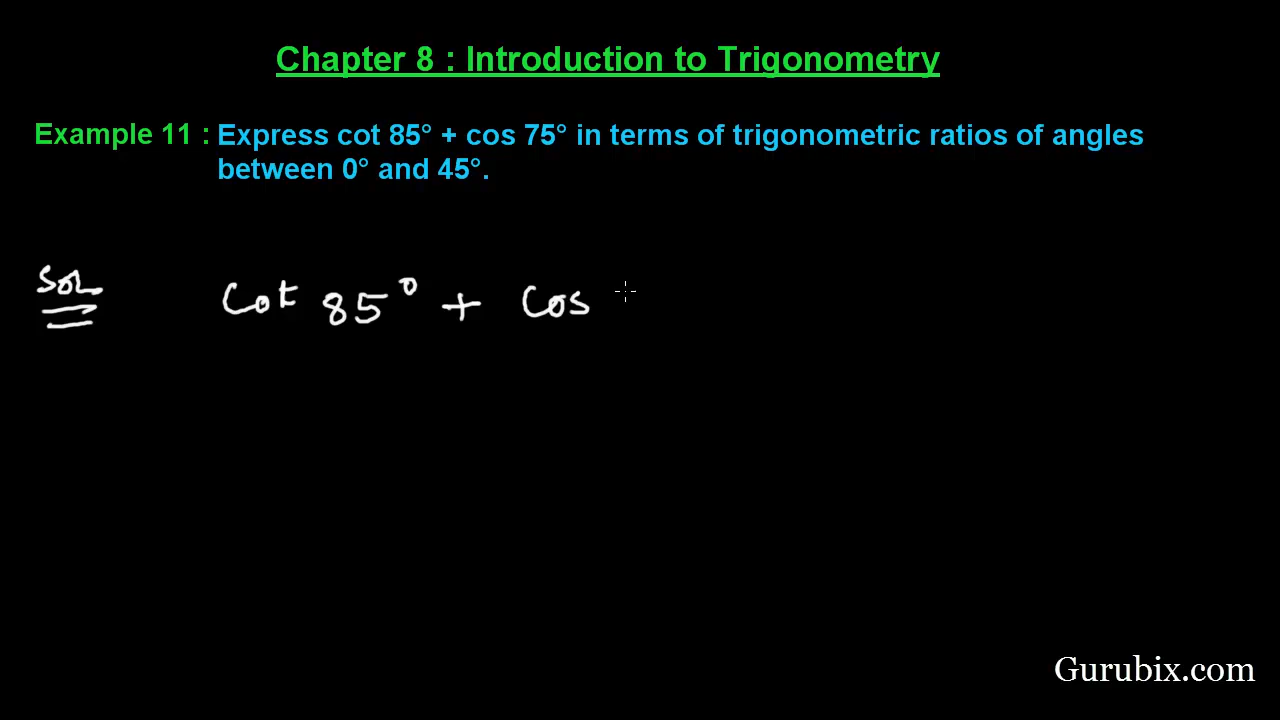 Chapter 8 : Introduction to Trigonometry
Example 11 : Express cot 85° + cos 75° in terms of trigonometric ratios of angles
between 0° and 45°.
Sol
Cot 85° + Cos
Gurubix.com